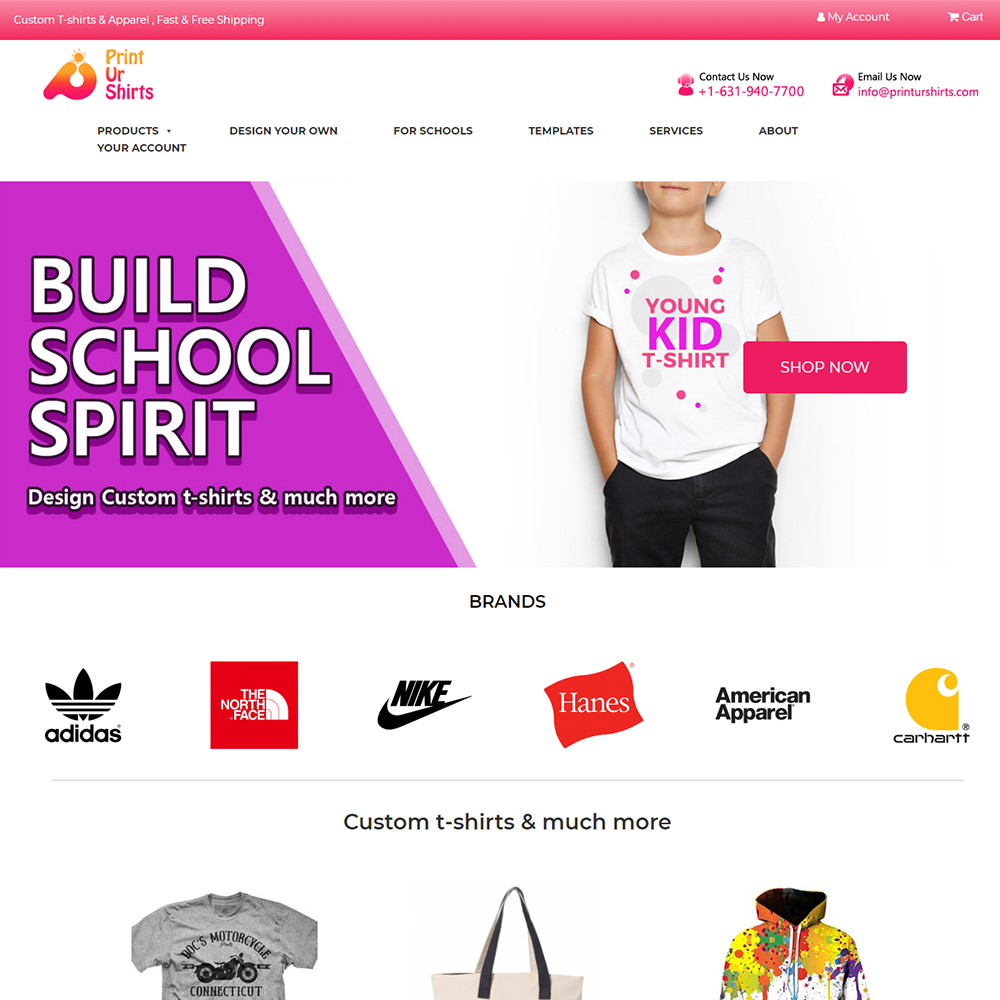 Custom T-shirts & Apparel , Fast & Free Shipping
My Account
Cart
Print
Ur
Shirts
Contact Us Now
+1-631-940-7700
Email Us Now
info@printurshirts.com
PRODUCTS
DESIGN YOUR OWN
FOR SCHOOLS
TEMPLATES
SERVICES
ABOUT
YOUR ACCOUNT
BUILD
SCHOOL
SPIRIT
Design Custom t-shirts & much more
YOUNG
KID
T-SHIRT
SHOP NOW
BRANDS
adidas®
THE
NORTH
FACE
NIKE
Hanes®
American
Apparel®
carhartt®
Custom t-shirts & much more
DOC'S MOTORCYCLE
CONNECTICUT